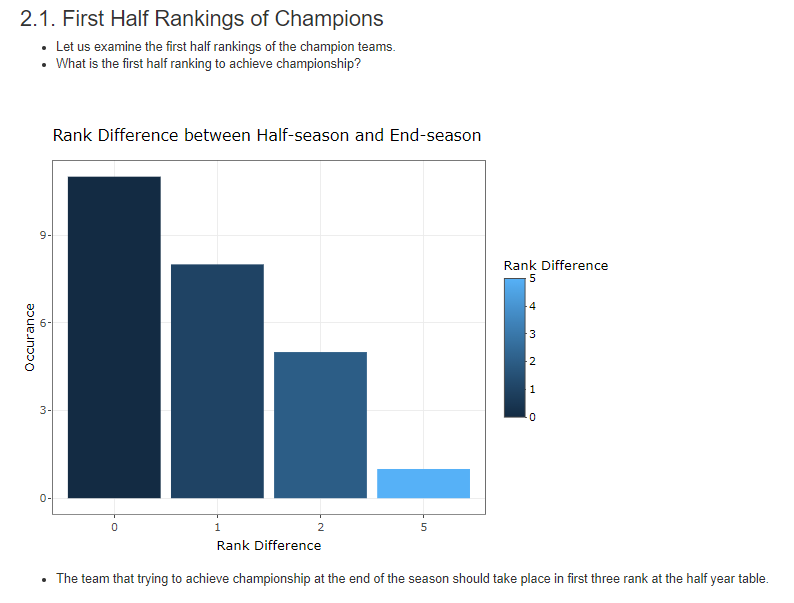 2.1. First Half Rankings of Champions
Let us examine the first half rankings of the champion teams.
What is the first half ranking to achieve championship?
Rank Difference between Half-season and End-season
Occurance
9
6
3
0
0 1 2 5
Rank Difference
Rank Difference
5
4
3
2
1
0
The team that trying to achieve championship at the end of the season should take place in first three rank at the half year table.